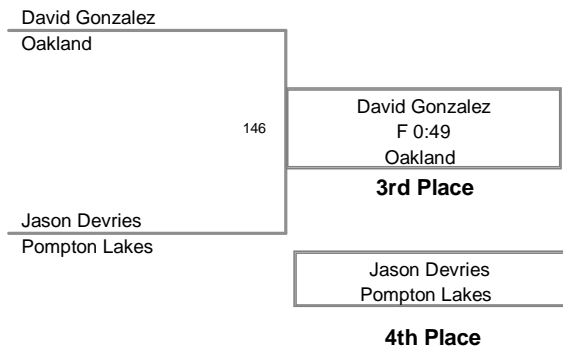 David Gonzalez
Oakland
146
David Gonzalez
F 0:49
Oakland
3rd Place
Jason Devries
Pompton Lakes
Jason Devries
Pompton Lakes
4th Place